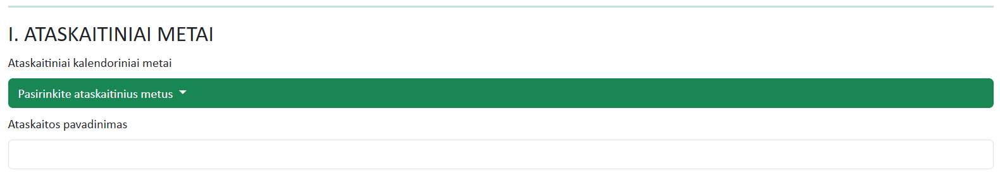 I. ATASKAITINIAI METAI
Ataskaitiniai kalendoriniai metai
Pasirinkite ataskaitinius metus
Ataskaitos pavadinimas